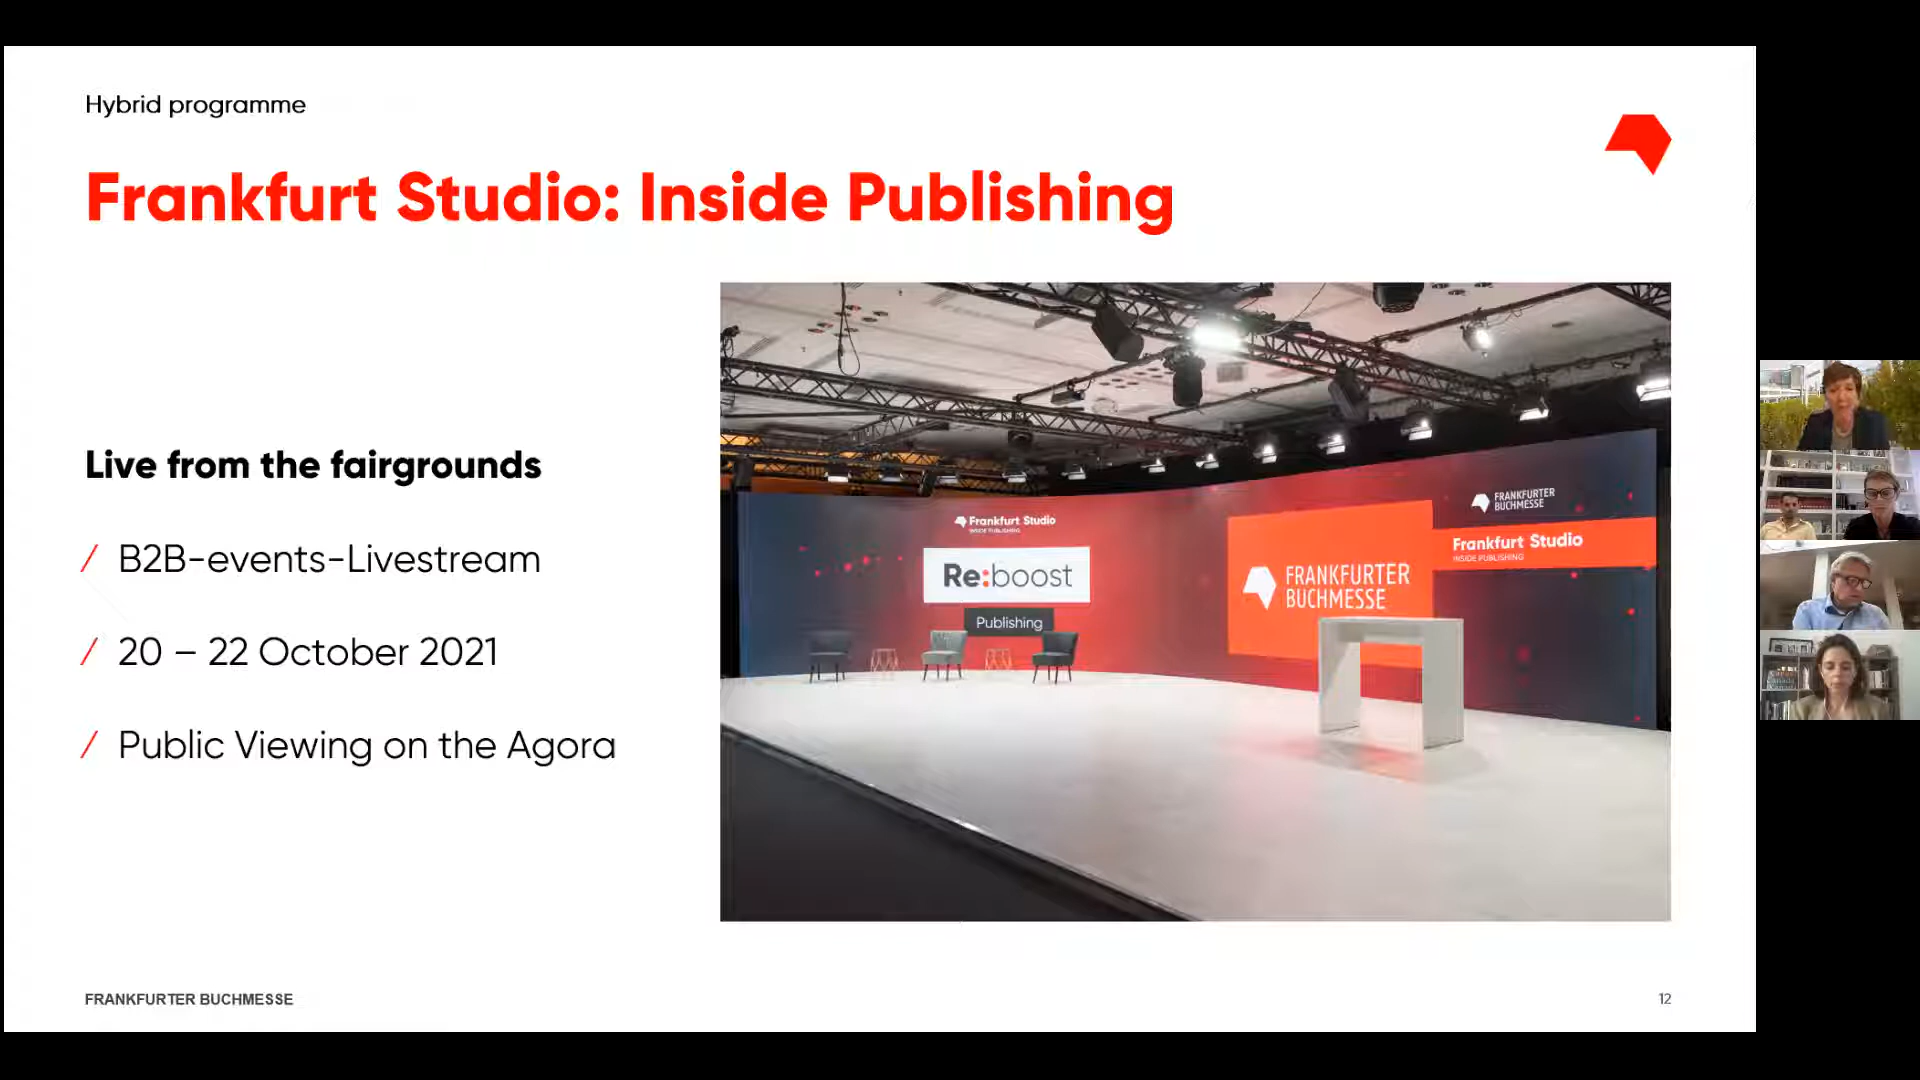 Hybrid programme
Frankfurt Studio: Inside Publishing
Live from the fairgrounds
/ B2B-events-Livestream
/ 20 – 22 October 2021
/ Public Viewing on the Agora
Frankfurt Studio
INSIDE PUBLISHING
Re:boost
Publishing
FRANKFURTER
BUCHMESSE
FRANKFURTER
BUCHMESSE
Frankfurt Studio
INSIDE PUBLISHING
FRANKFURTER BUCHMESSE
12